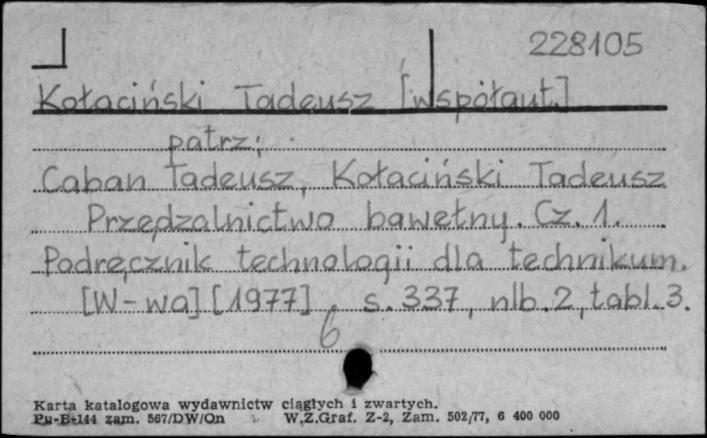 228105
Kołaciński Tadeusz [współaut.]
patrz:
Caban Tadeusz, Kołaciński Tadeusz
Przędzalnictwo bawełny. Cz. 1.
Podręcznik technologii dla technikum.
[W-wa] [1977], s. 337, nlb. 2, tabl. 3.
6
Karta katalogowa wydawnictw ciągłych i zwartych.
Pu-B-144 zam. 567/DW/On W.Z.Graf. Z-2, Zam. 502/77, 6 400 000